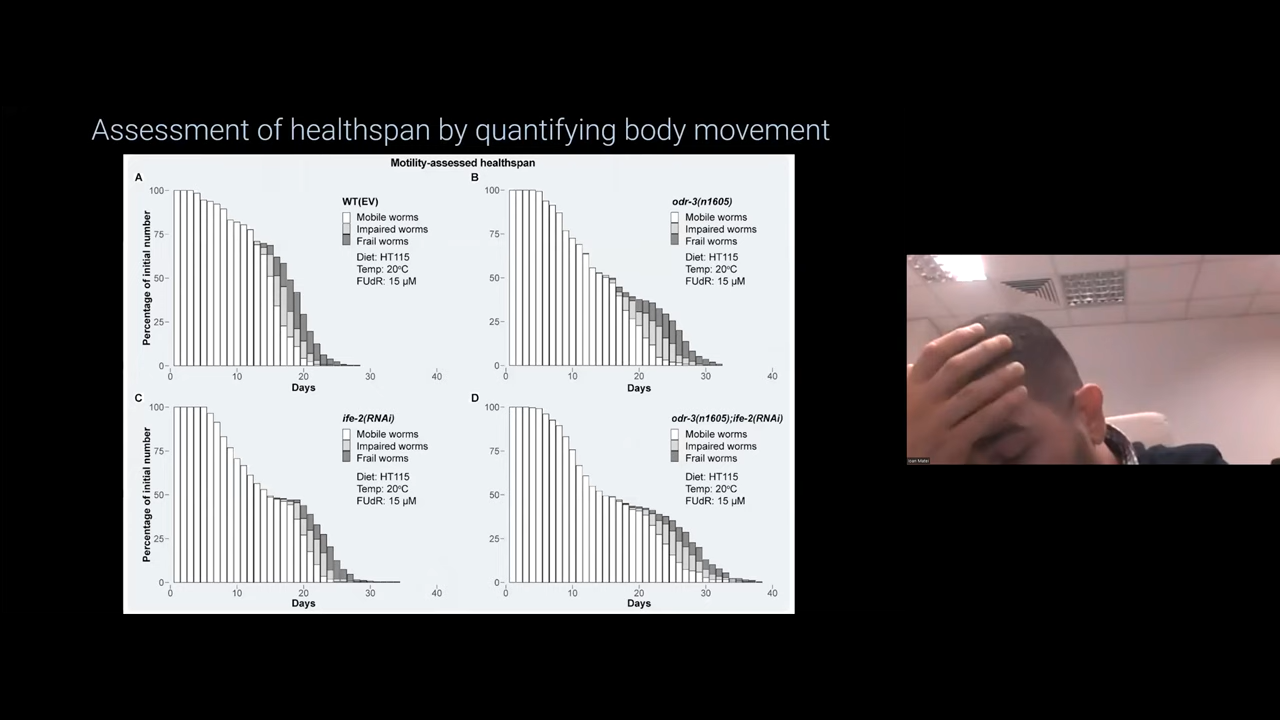 Assessment of healthspan by quantifying body movement
Motility-assessed healthspan
A
Percentage of initial number
100
75
50
25
0
WT(EV)
Mobile worms
Impaired worms
Frail worms
Diet: HT115
Temp: 20°C
FUdR: 15 µM
0 10 20 30 40
Days
B
100
75
50
25
0
odr-3(n1605)
Mobile worms
Impaired worms
Frail worms
Diet: HT115
Temp: 20°C
FUdR: 15 µM
0 10 20 30 40
Days
C
Percentage of initial number
100
75
50
25
0
ife-2(RNAi)
Mobile worms
Impaired worms
Frail worms
Diet: HT115
Temp: 20°C
FUdR: 15 µM
0 10 20 30 40
Days
D
100
75
50
25
0
odr-3(n1605);ife-2(RNAi)
Mobile worms
Impaired worms
Frail worms
Diet: HT115
Temp: 20°C
FUdR: 15 µM
0 10 20 30 40
Days